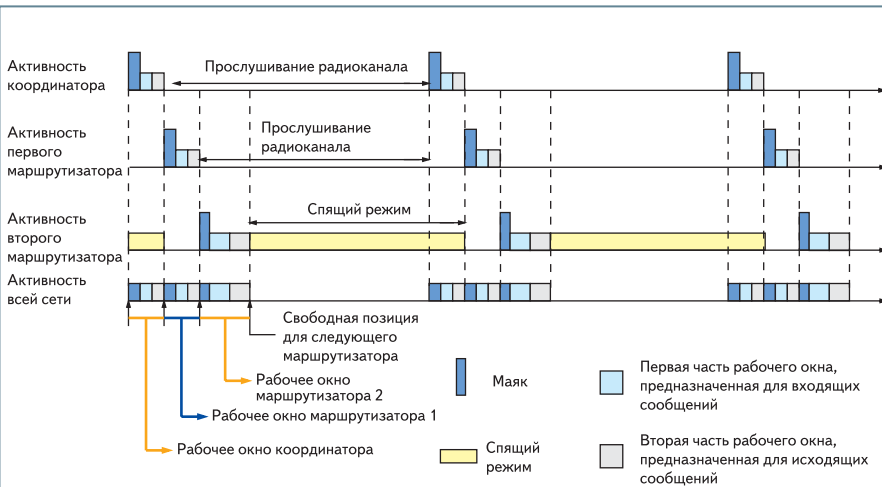 Активность
координатора
Прослушивание радиоканала
Активность
первого
маршрутизатора
Прослушивание
радиоканала
Активность
второго
маршрутизатора
Спящий режим
Активность
всей сети
Свободная позиция
для следующего
маршрутизатора
Рабочее окно
маршрутизатора 2
Рабочее окно маршрутизатора 1
Рабочее окно координатора
Маяк
Спящий
режим
Первая часть рабочего окна,
предназначенная для входящих
сообщений
Вторая часть рабочего окна,
предназначенная для исходящих
сообщений